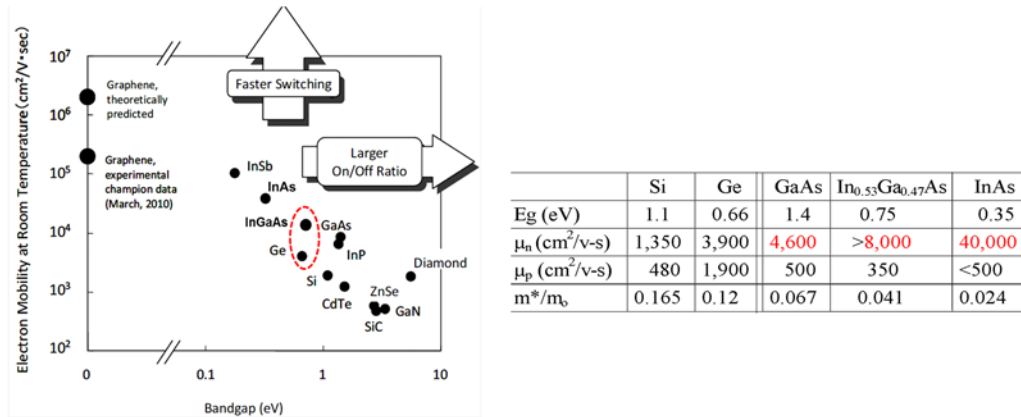 Electron Mobility at Room Temperature (cm²/V•sec)
10⁷
10⁶
10⁵
10⁴
10³
10²
0
0.1
1
10
Bandgap (eV)
Faster Switching
Larger
On/Off Ratio
Graphene,
theoretically
predicted
Graphene,
experimental
champion data
(March, 2010)
InSb
InAs
InGaAs
GaAs
Ge
InP
Si
Diamond
CdTe
ZnSe
GaN
SiC
Si Ge GaAs In₀.₅₃Ga₀.₄₇As InAs
Eg (eV) 1.1 0.66 1.4 0.75 0.35
μₙ (cm²/v-s) 1,350 3,900 4,600 >8,000 40,000
μₚ (cm²/v-s) 480 1,900 500 350 <500
m*/mₒ 0.165 0.12 0.067 0.041 0.024